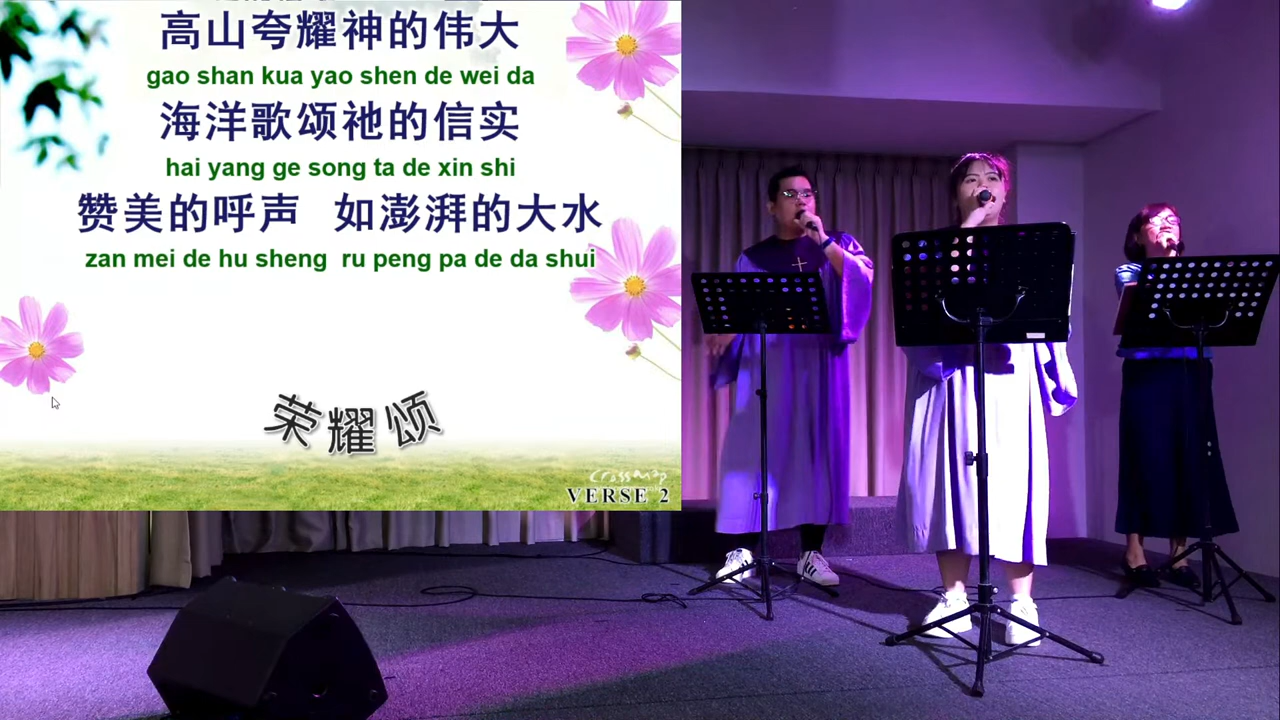 高山夸耀神的伟大
gao shan kua yao shen de wei da
海洋歌颂祂的信实
hai yang ge song ta de xin shi
赞美的呼声 如澎湃的大水
zan mei de hu sheng ru peng pa de da shui
荣耀颂
crossmap
VERSE 2